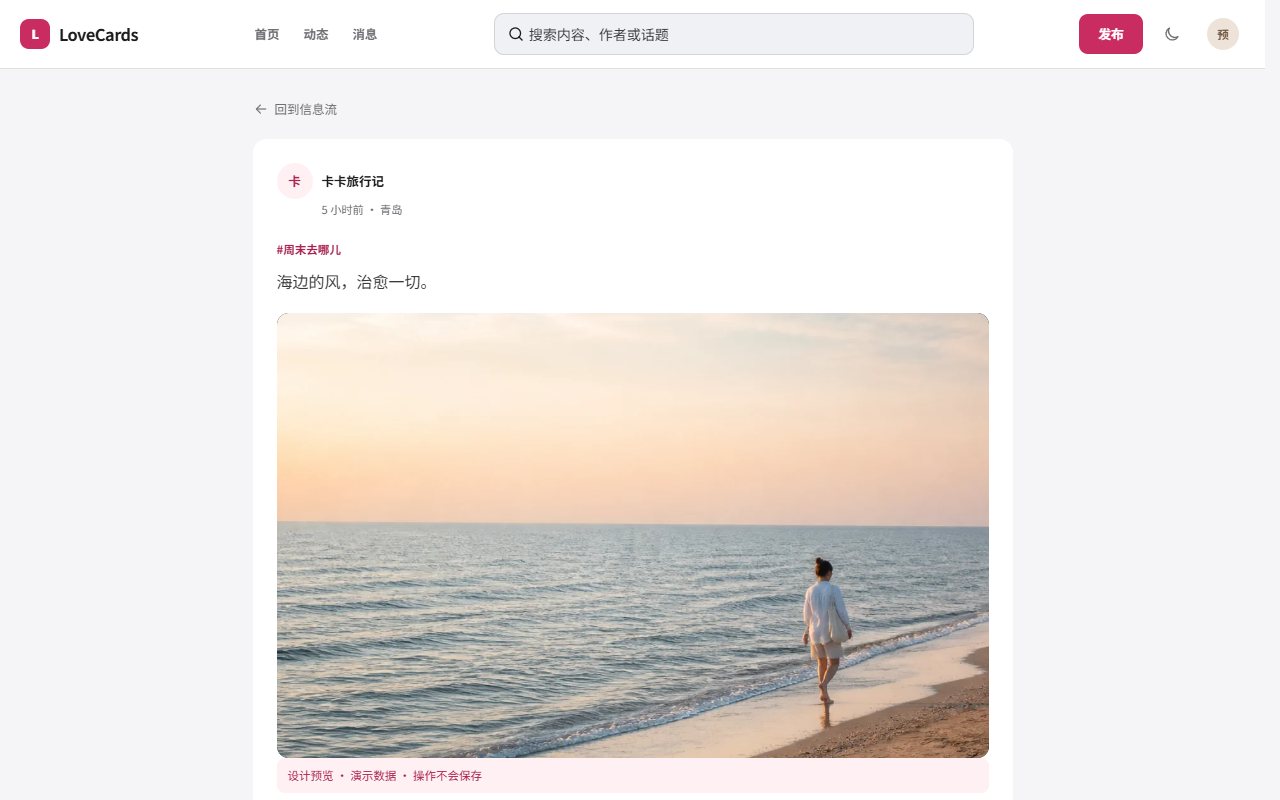 L LoveCards 首页 动态 消息 搜索内容、作者或话题 发布 预
回到信息流
卡 卡卡旅行记
5 小时前 · 青岛
#周末去哪儿
海边的风，治愈一切。
设计预览 · 演示数据 · 操作不会保存